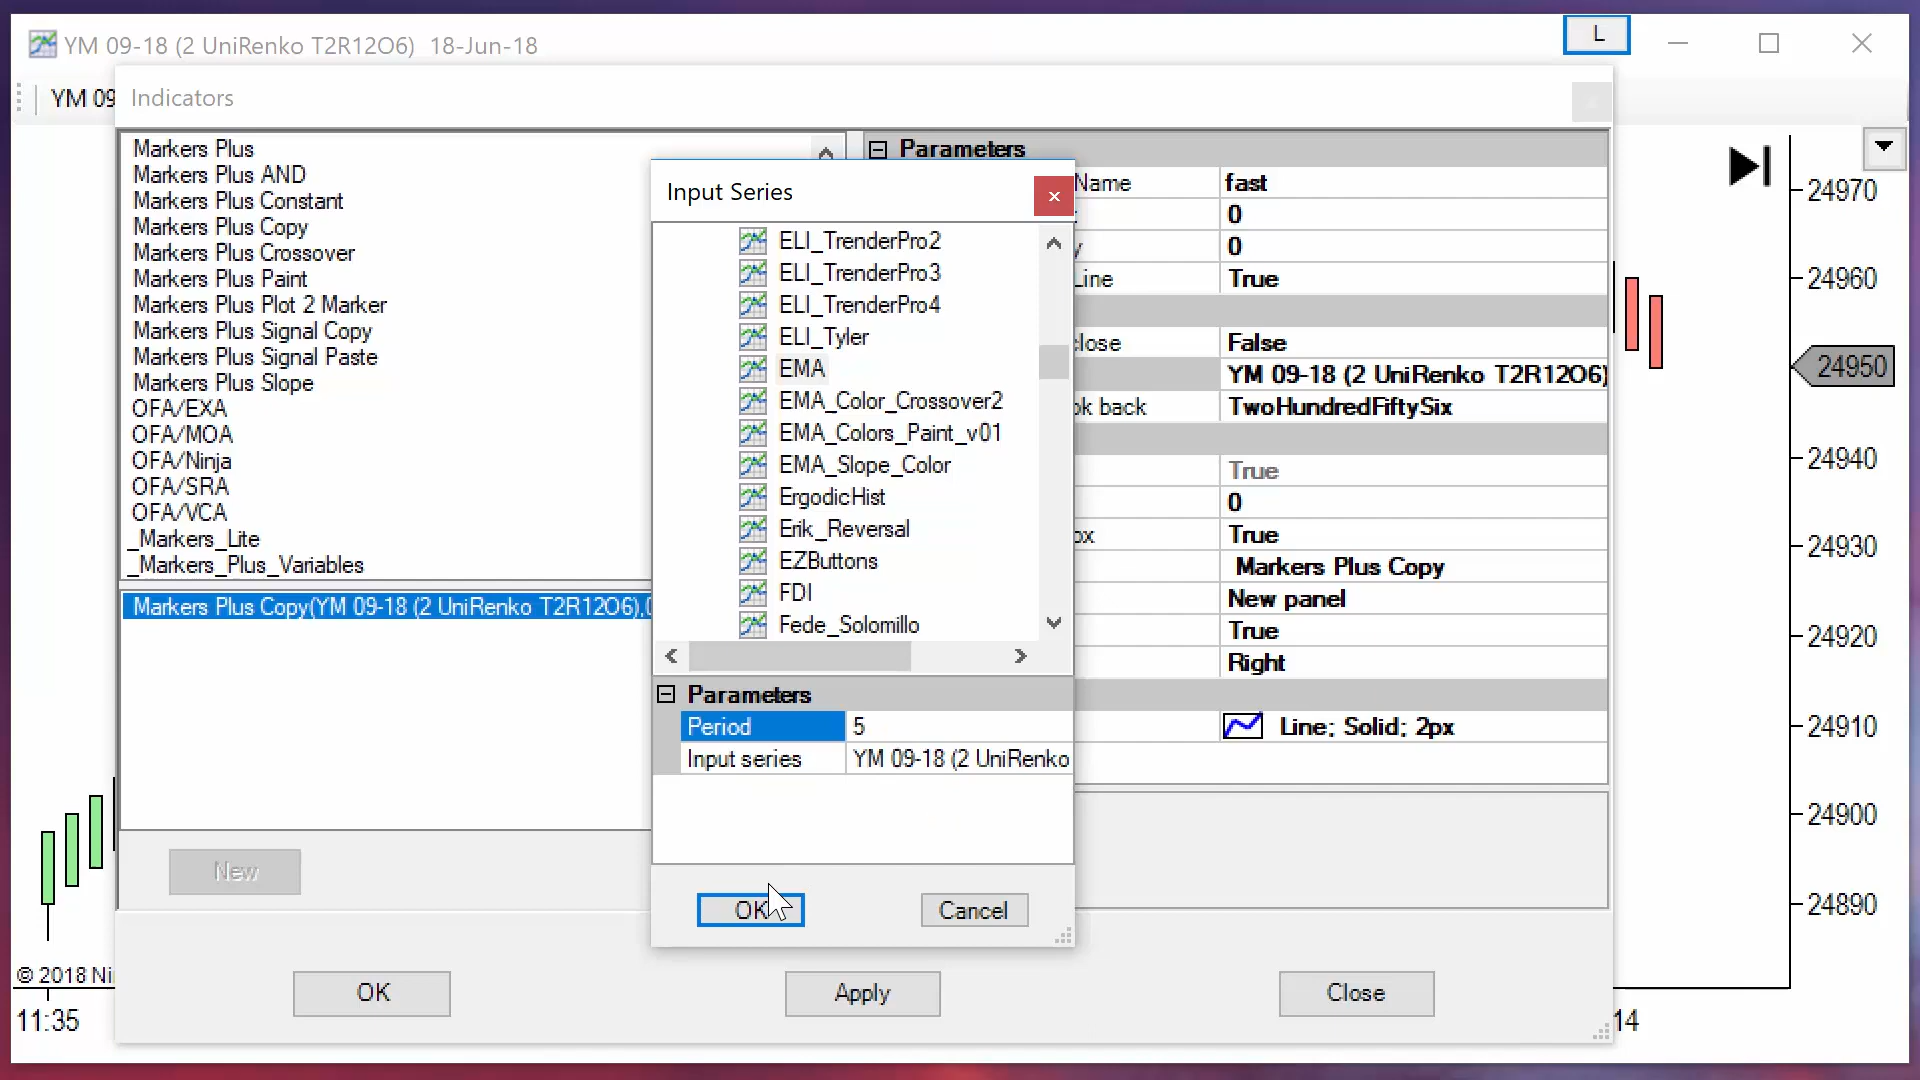 YM 09-18 (2 UniRenko T2R12O6)  18-Jun-18
L
YM 09
Indicators
Markers Plus
Markers Plus AND
Markers Plus Constant
Markers Plus Copy
Markers Plus Crossover
Markers Plus Paint
Markers Plus Plot 2 Marker
Markers Plus Signal Copy
Markers Plus Signal Paste
Markers Plus Slope
OFA/EXA
OFA/MOA
OFA/Ninja
OFA/SRA
OFA/VCA
_Markers_Lite
_Markers_Plus_Variables
Markers Plus Copy(YM 09-18 (2 UniRenko T2R12O6),
New
OK
Apply
Close
Input Series
ELI_TrenderPro2
ELI_TrenderPro3
ELI_TrenderPro4
ELI_Tyler
EMA
EMA_Color_Crossover2
EMA_Colors_Paint_v01
EMA_Slope_Color
ErgodicHist
Erik_Reversal
EZButtons
FDI
Fede_Solomillo
Parameters
Period 5
Input series YM 09-18 (2 UniRenko
OK
Cancel
Parameters
Name fast
0
y 0
Line True
close False
YM 09-18 (2 UniRenko T2R12O6)
ok back TwoHundredFiftySix
True
0
ox True
Markers Plus Copy
New panel
True
Right
Line; Solid; 2px
24970
24960
24950
24940
24930
24920
24910
24900
24890
© 2018 Ni
11:35
14